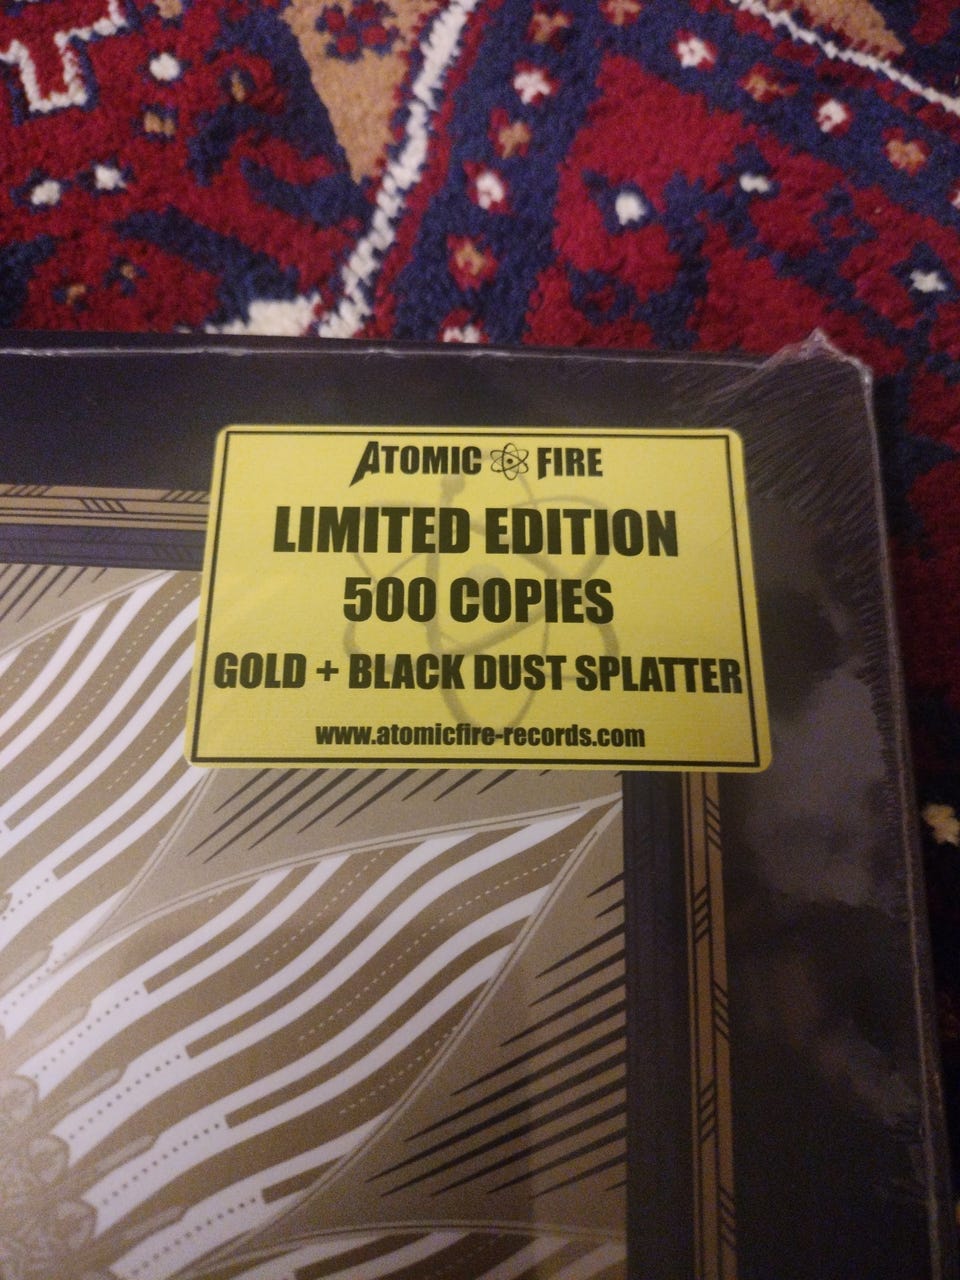 ATOMIC FIRE
LIMITED EDITION
500 COPIES
GOLD + BLACK DUST SPLATTER
www.atomicfire-records.com